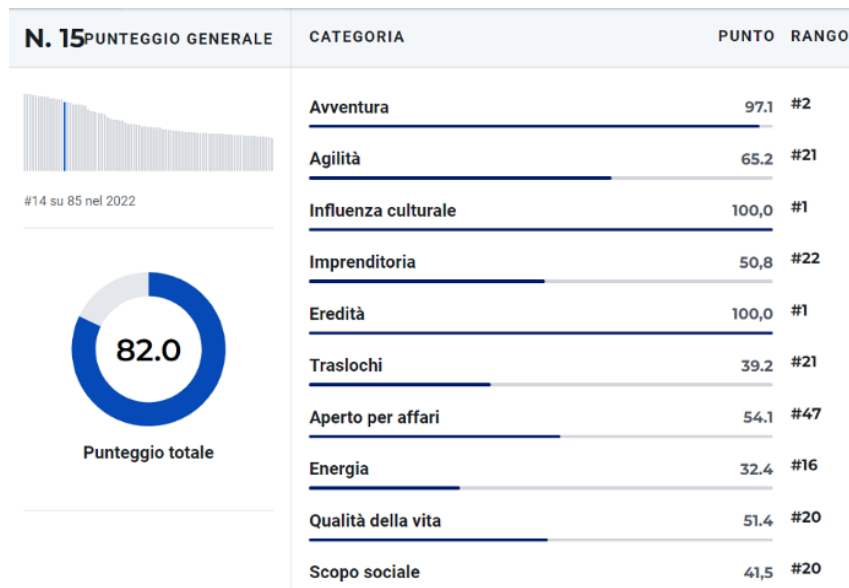 N. 15 PUNTEGGIO GENERALE
CATEGORIA PUNTO RANGO
#14 su 85 nel 2022
82.0
Punteggio totale
Avventura 97.1 #2
Agilità 65.2 #21
Influenza culturale 100,0 #1
Imprenditoria 50,8 #22
Eredità 100,0 #1
Traslochi 39.2 #21
Aperto per affari 54.1 #47
Energia 32.4 #16
Qualità della vita 51.4 #20
Scopo sociale 41,5 #20